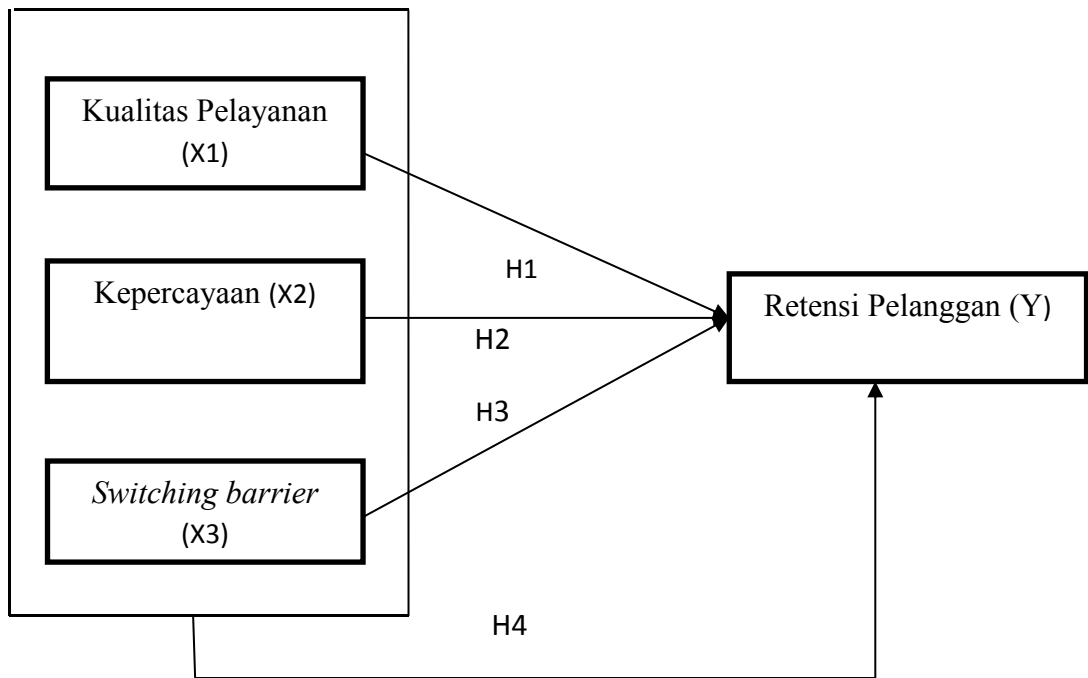 Kualitas Pelayanan
(X1)
H1
Kepercayaan (X2)
Retensi Pelanggan (Y)
H2
H3
Switching barrier
(X3)
H4